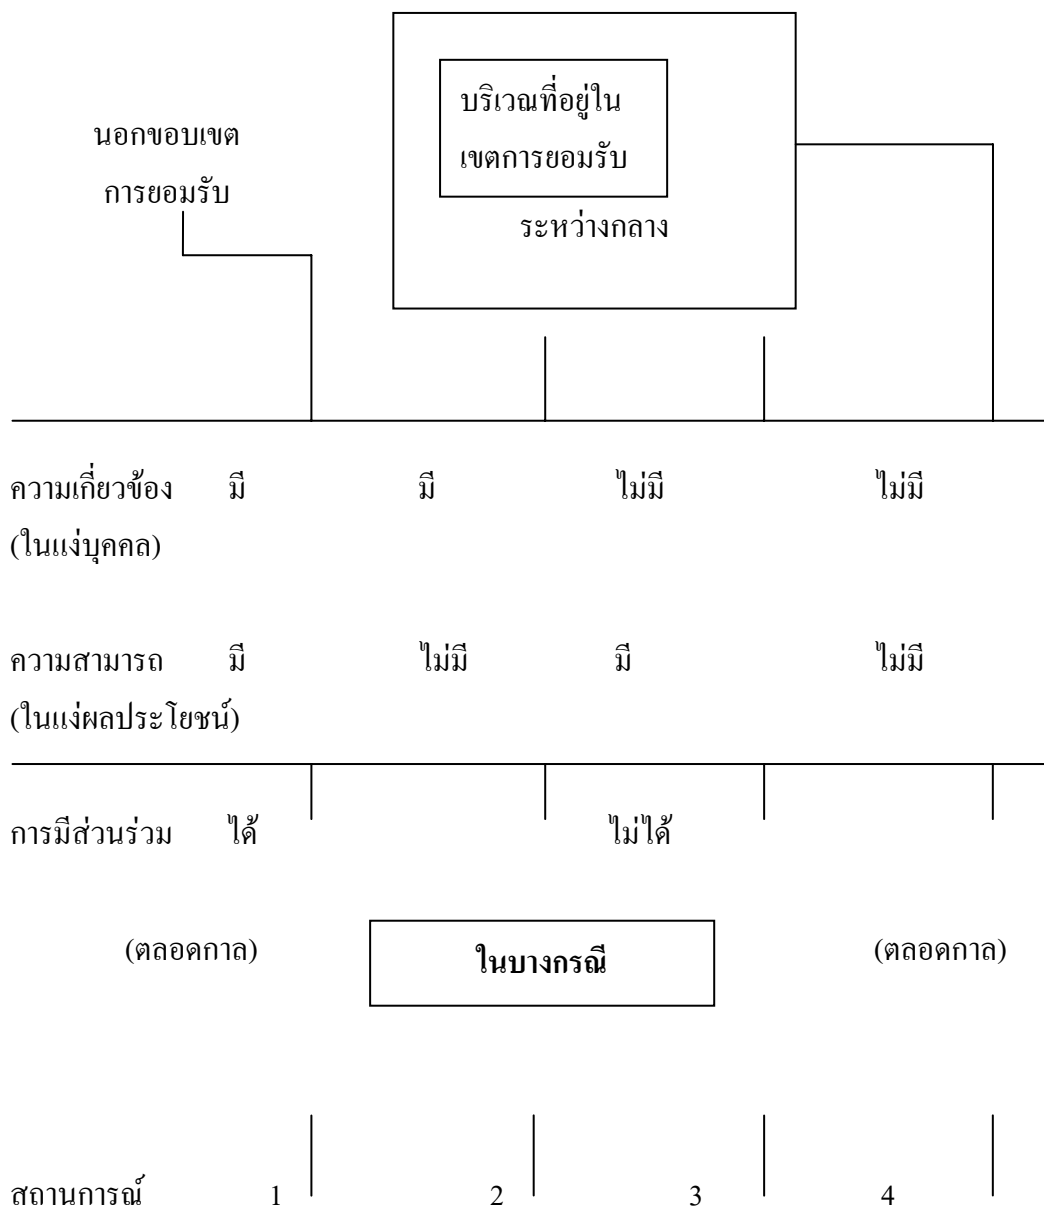 นอกขอบเขต
การยอมรับ
บริเวณที่อยู่ใน
เขตการยอมรับ
ระหว่างกลาง
ความเกี่ยวข้อง มี มี ไม่มี ไม่มี
(ในแง่บุคคล)
ความสามารถ มี ไม่มี มี ไม่มี
(ในแง่ผลประโยชน์)
การมีส่วนร่วม ได้ ไม่ได้
(ตลอดกาล) ในบางกรณี (ตลอดกาล)
สถานการณ์ 1 2 3 4